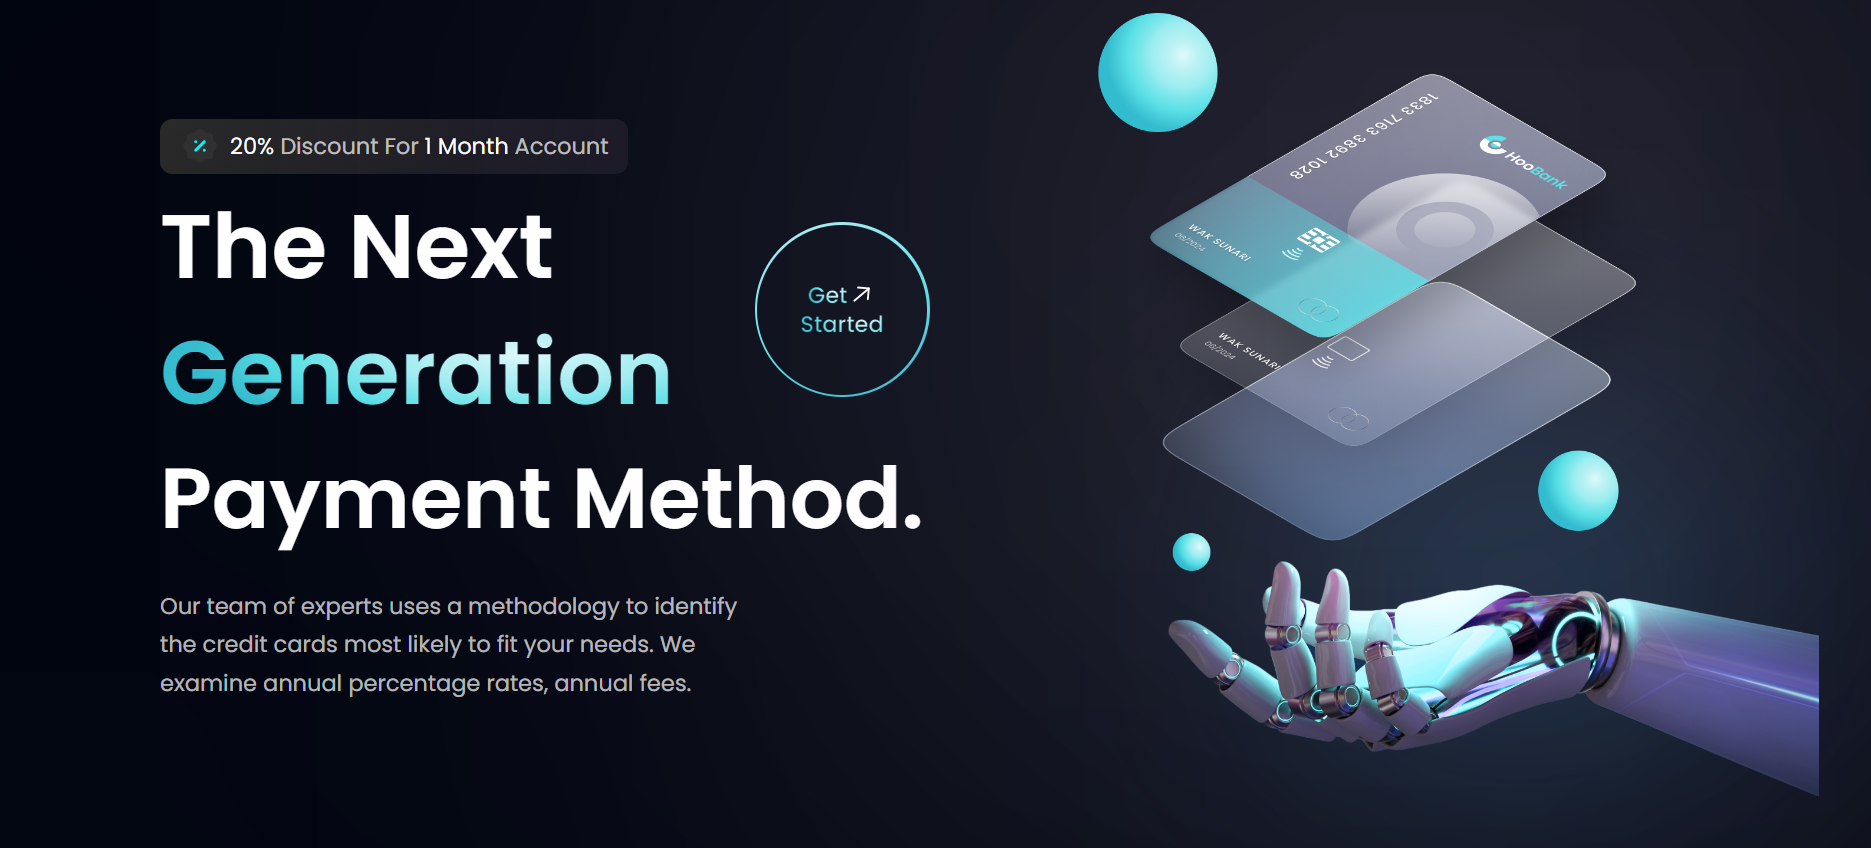 20% Discount For 1 Month Account
The Next
Generation
Payment Method.
Get
Started
Our team of experts uses a methodology to identify
the credit cards most likely to fit your needs. We
examine annual percentage rates, annual fees.
1833 7163 3892 1028
HooBank
WAK SUNARI
06/2024
WAK SUNARI
06/2024